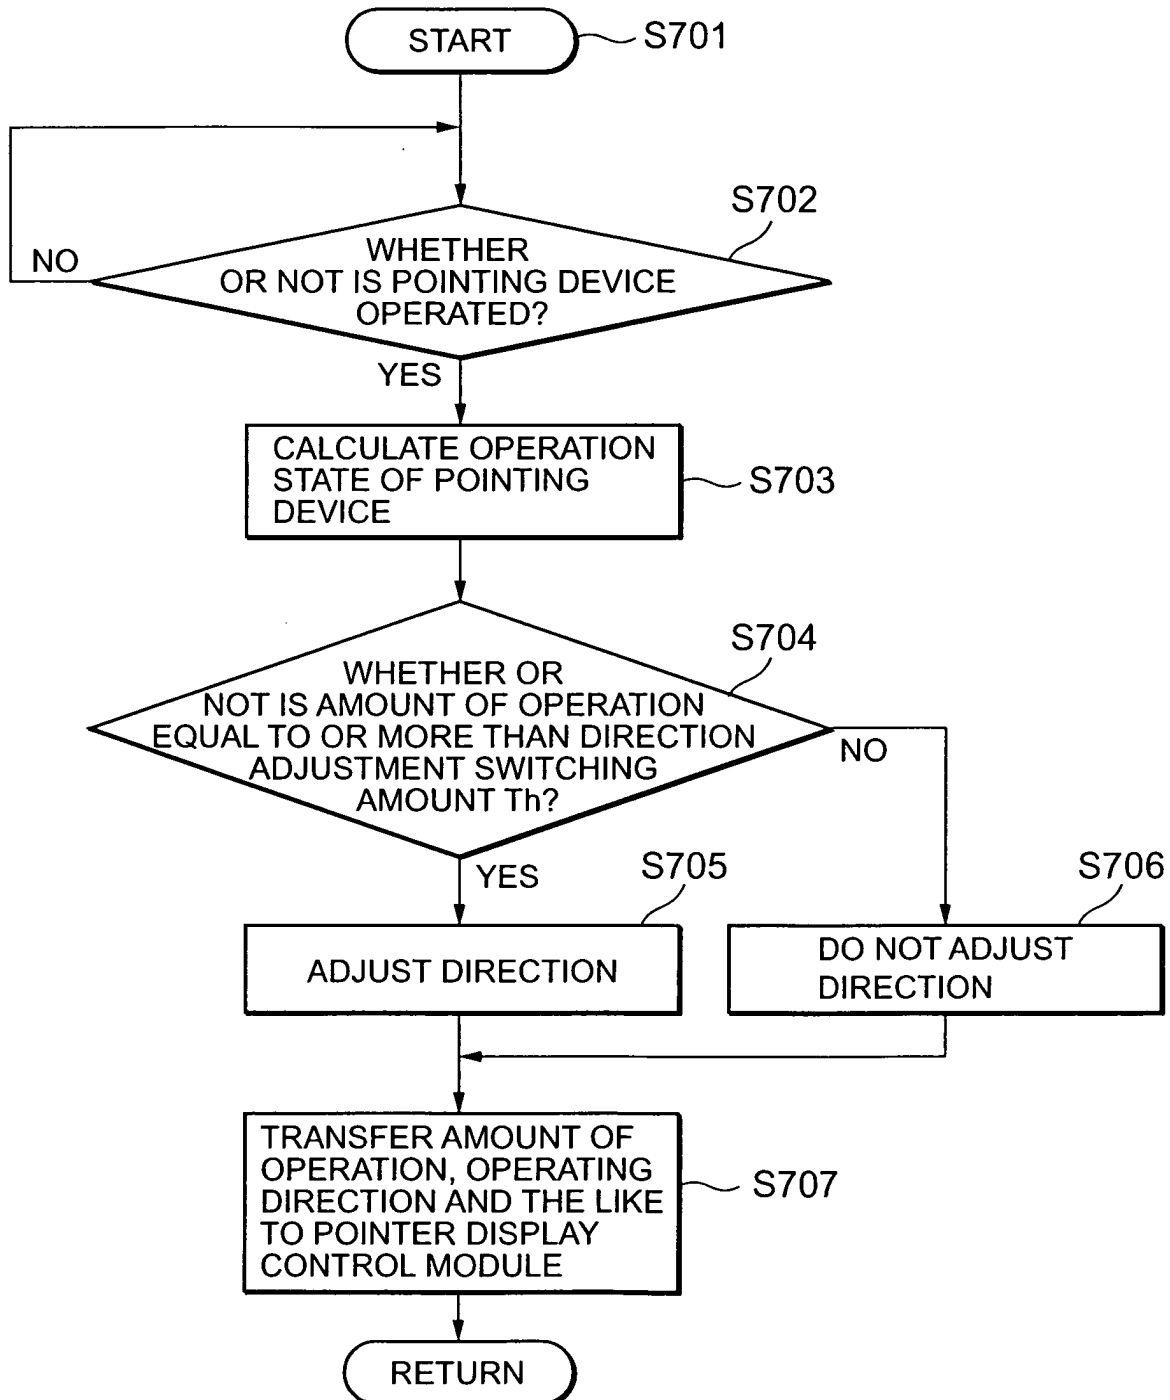 START
S701
S702
NO
WHETHER
OR NOT IS POINTING DEVICE
OPERATED?
YES
CALCULATE OPERATION
STATE OF POINTING
DEVICE
S703
S704
WHETHER OR
NOT IS AMOUNT OF OPERATION
EQUAL TO OR MORE THAN DIRECTION
ADJUSTMENT SWITCHING
AMOUNT Th?
NO
YES
S705
S706
ADJUST DIRECTION
DO NOT ADJUST
DIRECTION
TRANSFER AMOUNT OF
OPERATION, OPERATING
DIRECTION AND THE LIKE
TO POINTER DISPLAY
CONTROL MODULE
S707
RETURN